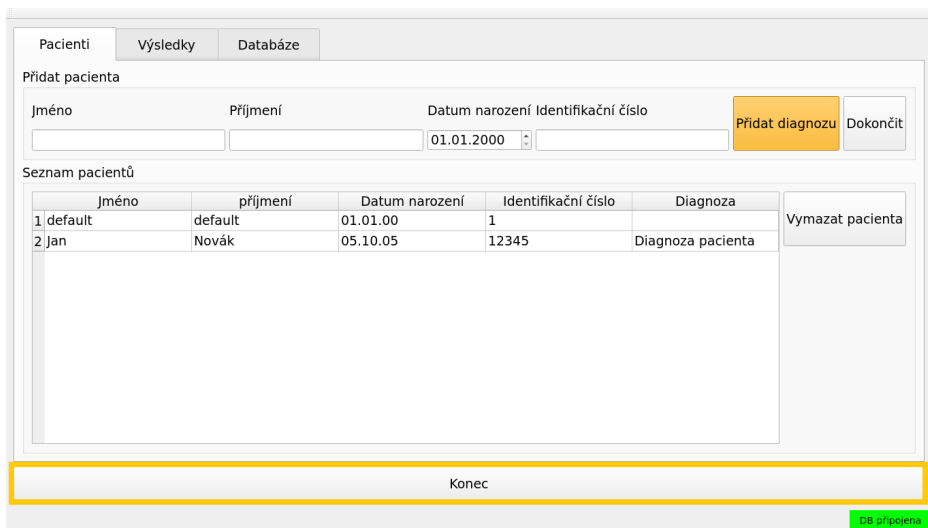 Pacienti Výsledky Databáze
Přidat pacienta
Jméno Příjmení Datum narození Identifikační číslo
Přidat diagnozu Dokončit
01.01.2000
Seznam pacientů
Jméno příjmení Datum narození Identifikační číslo Diagnoza
Vymazat pacienta
1 default default 01.01.00 1
2 Jan Novák 05.10.05 12345 Diagnoza pacienta
Konec
DB připojena